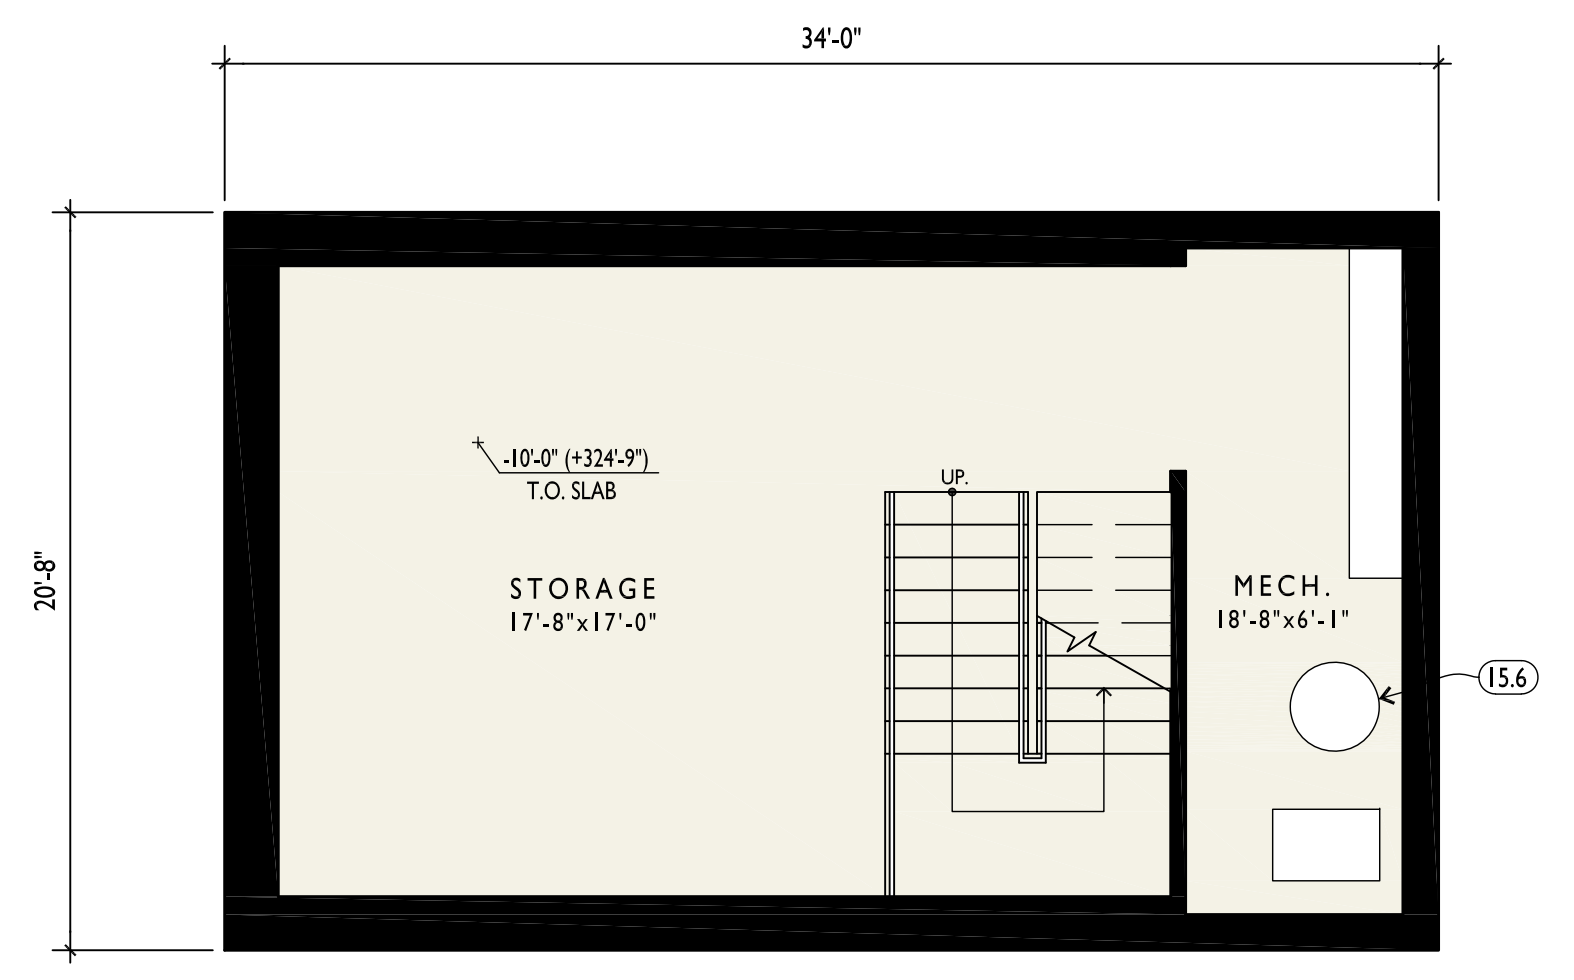 34'-0"
-10'-0" (+324'-9")
T.O. SLAB
UP.
20'-8"
STORAGE
17'-8"x17'-0"
MECH.
18'-8"x6'-1"
15.6